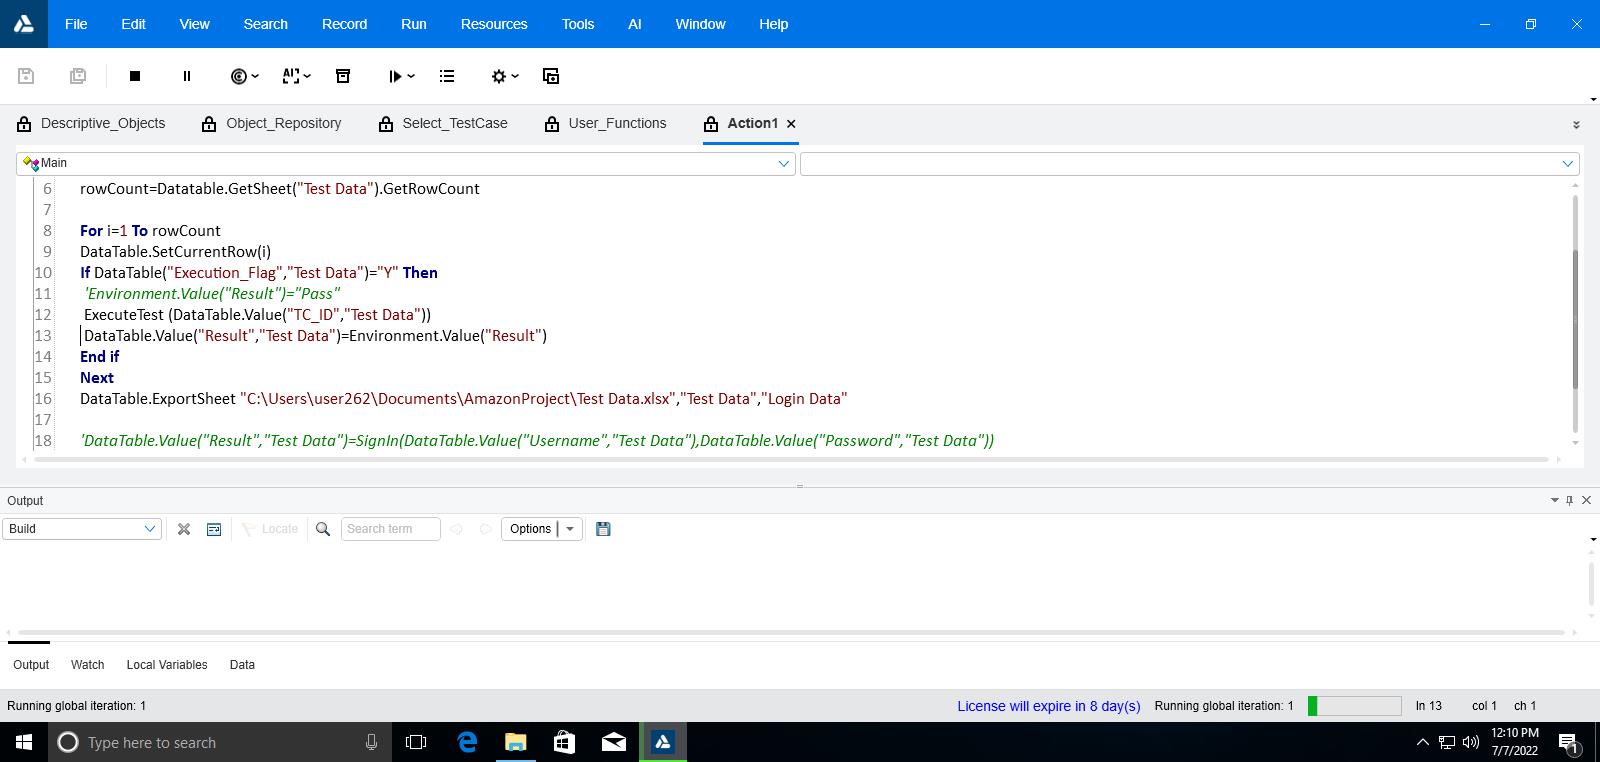 File Edit View Search Record Run Resources Tools AI Window Help
Descriptive_Objects Object_Repository Select_TestCase User_Functions Action1
Main
6 rowCount=Datatable.GetSheet("Test Data").GetRowCount
7
8 For i=1 To rowCount
9 DataTable.SetCurrentRow(i)
10 If DataTable("Execution_Flag","Test Data")="Y" Then
11 'Environment.Value("Result")="Pass"
12 ExecuteTest (DataTable.Value("TC_ID","Test Data"))
13 DataTable.Value("Result","Test Data")=Environment.Value("Result")
14 End if
15 Next
16 DataTable.ExportSheet "C:\Users\user262\Documents\AmazonProject\Test Data.xlsx","Test Data","Login Data"
17
18 'DataTable.Value("Result","Test Data")=SignIn(DataTable.Value("Username","Test Data"),DataTable.Value("Password","Test Data"))
Output
Build Locate Search term Options
Output Watch Local Variables Data
Running global iteration: 1 License will expire in 8 day(s) Running global iteration: 1 ln 13 col 1 ch 1
Type here to search
12:10 PM
7/7/2022
1